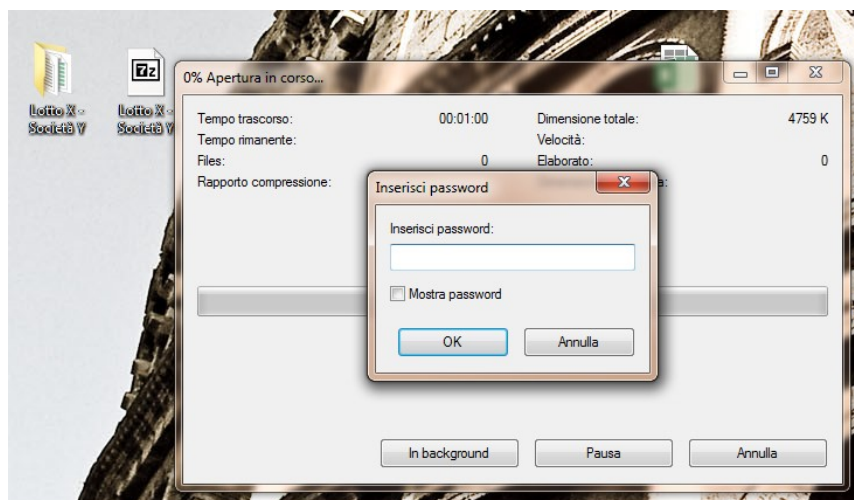 Lotto X -
Società Y
7z
Lotto X -
Società Y
0% Apertura in corso...
Tempo trascorso: 00:01:00 Dimensione totale: 4759 K
Tempo rimanente: Velocità:
Files: 0 Elaborato: 0
Rapporto compressione:
a:
Inserisci password
Inserisci password:
Mostra password
OK Annulla
In background Pausa Annulla